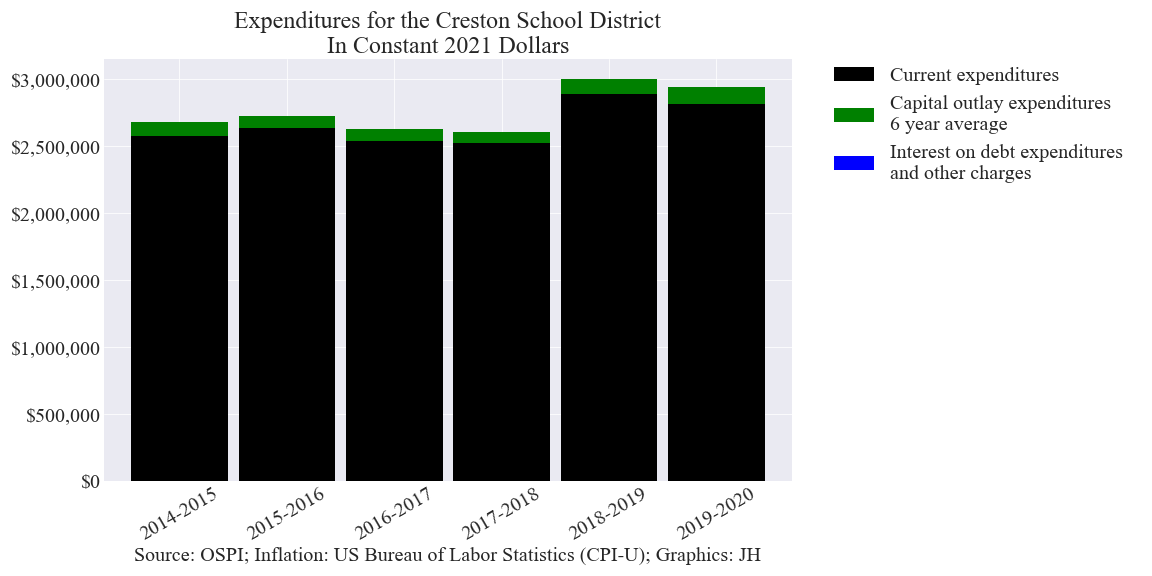 Expenditures for the Creston School District
In Constant 2021 Dollars
$3,000,000
$2,500,000
$2,000,000
$1,500,000
$1,000,000
$500,000
$0
2014-2015
2015-2016
2016-2017
2017-2018
2018-2019
2019-2020
Source: OSPI; Inflation: US Bureau of Labor Statistics (CPI-U); Graphics: JH
Current expenditures
Capital outlay expenditures
6 year average
Interest on debt expenditures
and other charges